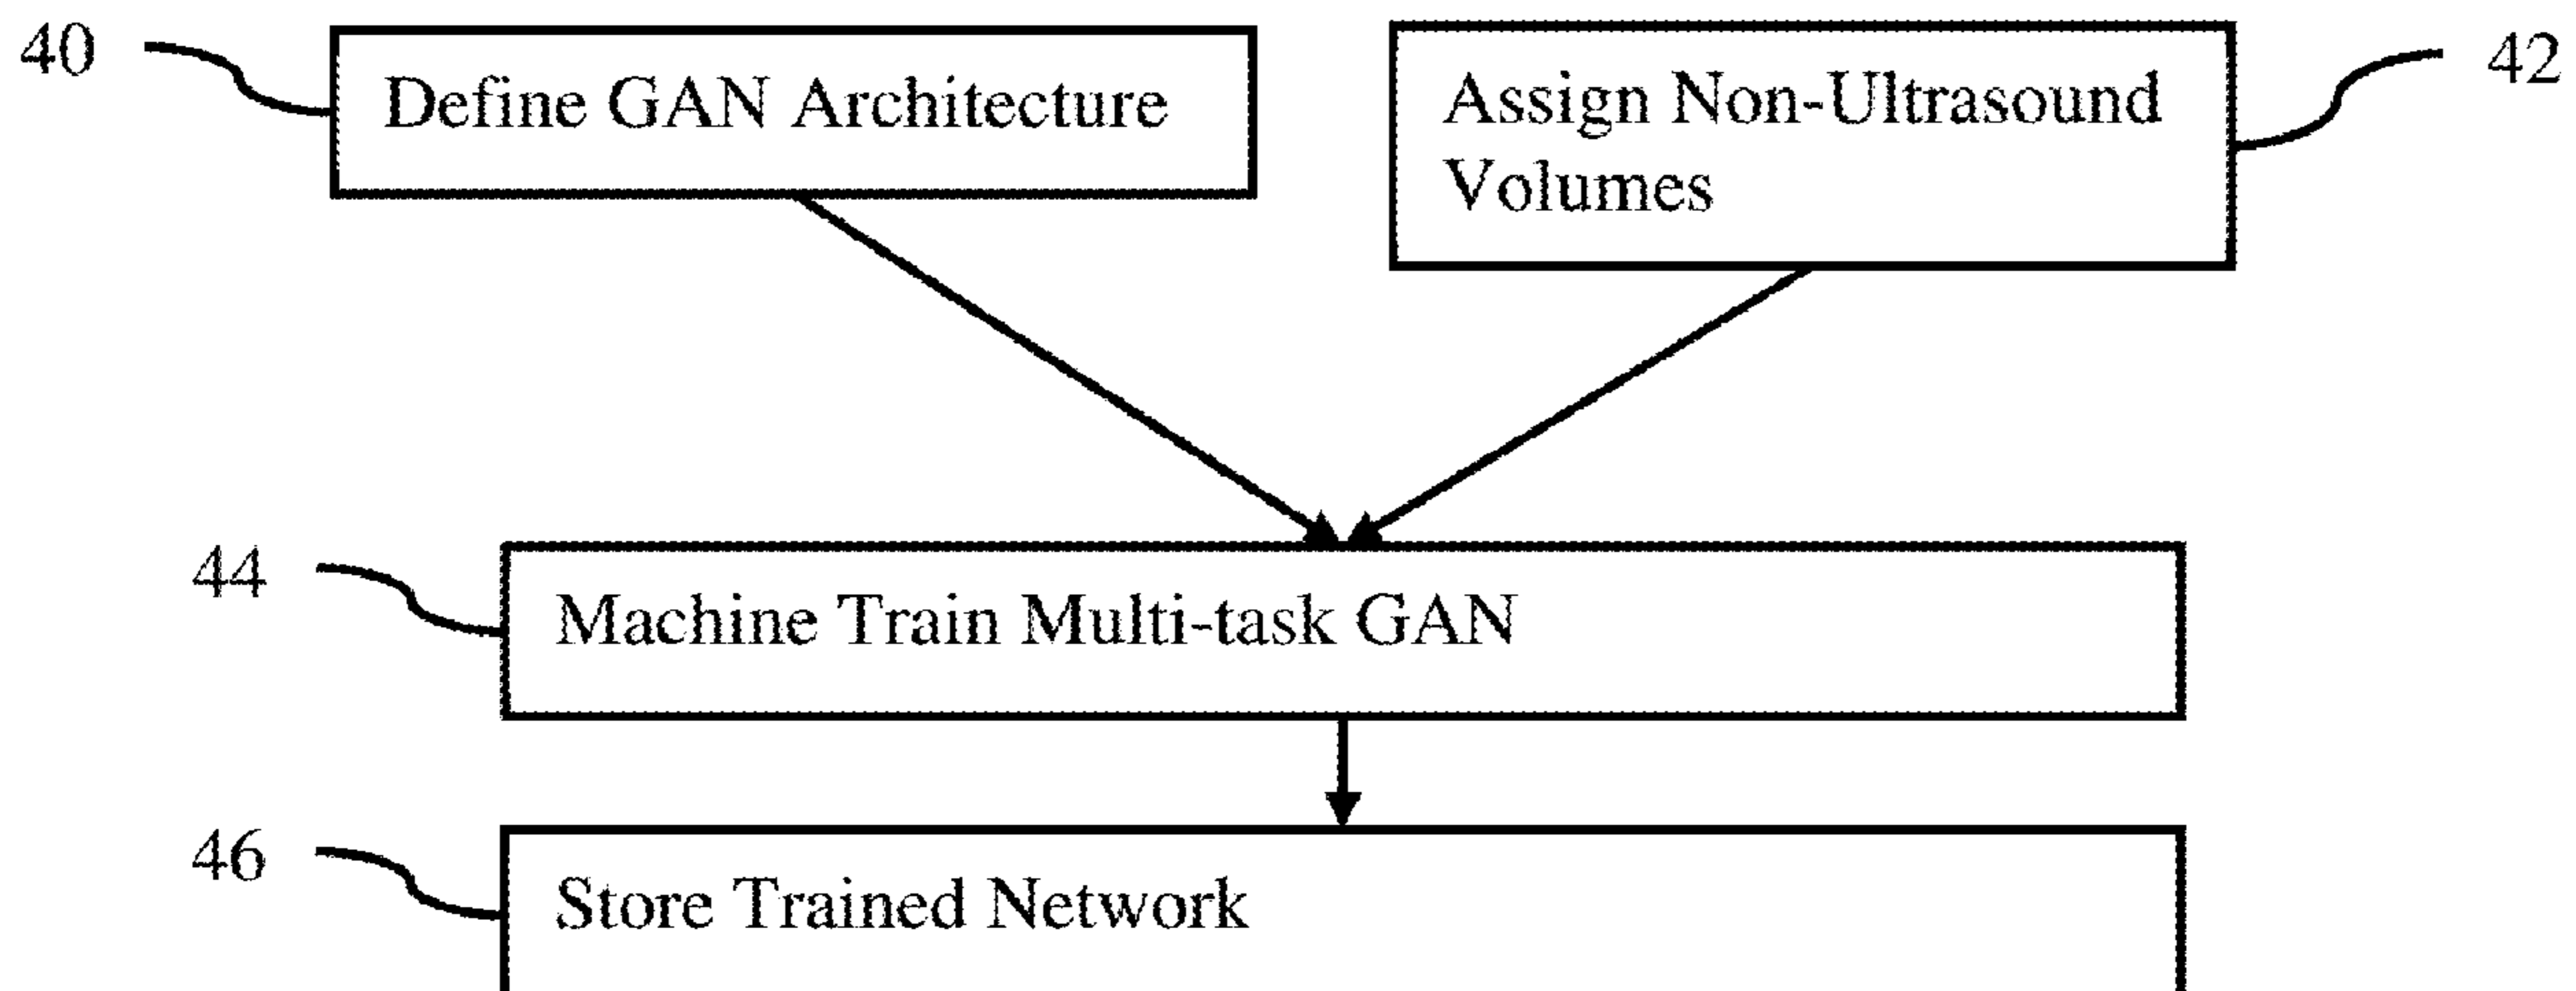 40
Define GAN Architecture
Assign Non-Ultrasound
Volumes
42
44
Machine Train Multi-task GAN
46
Store Trained Network